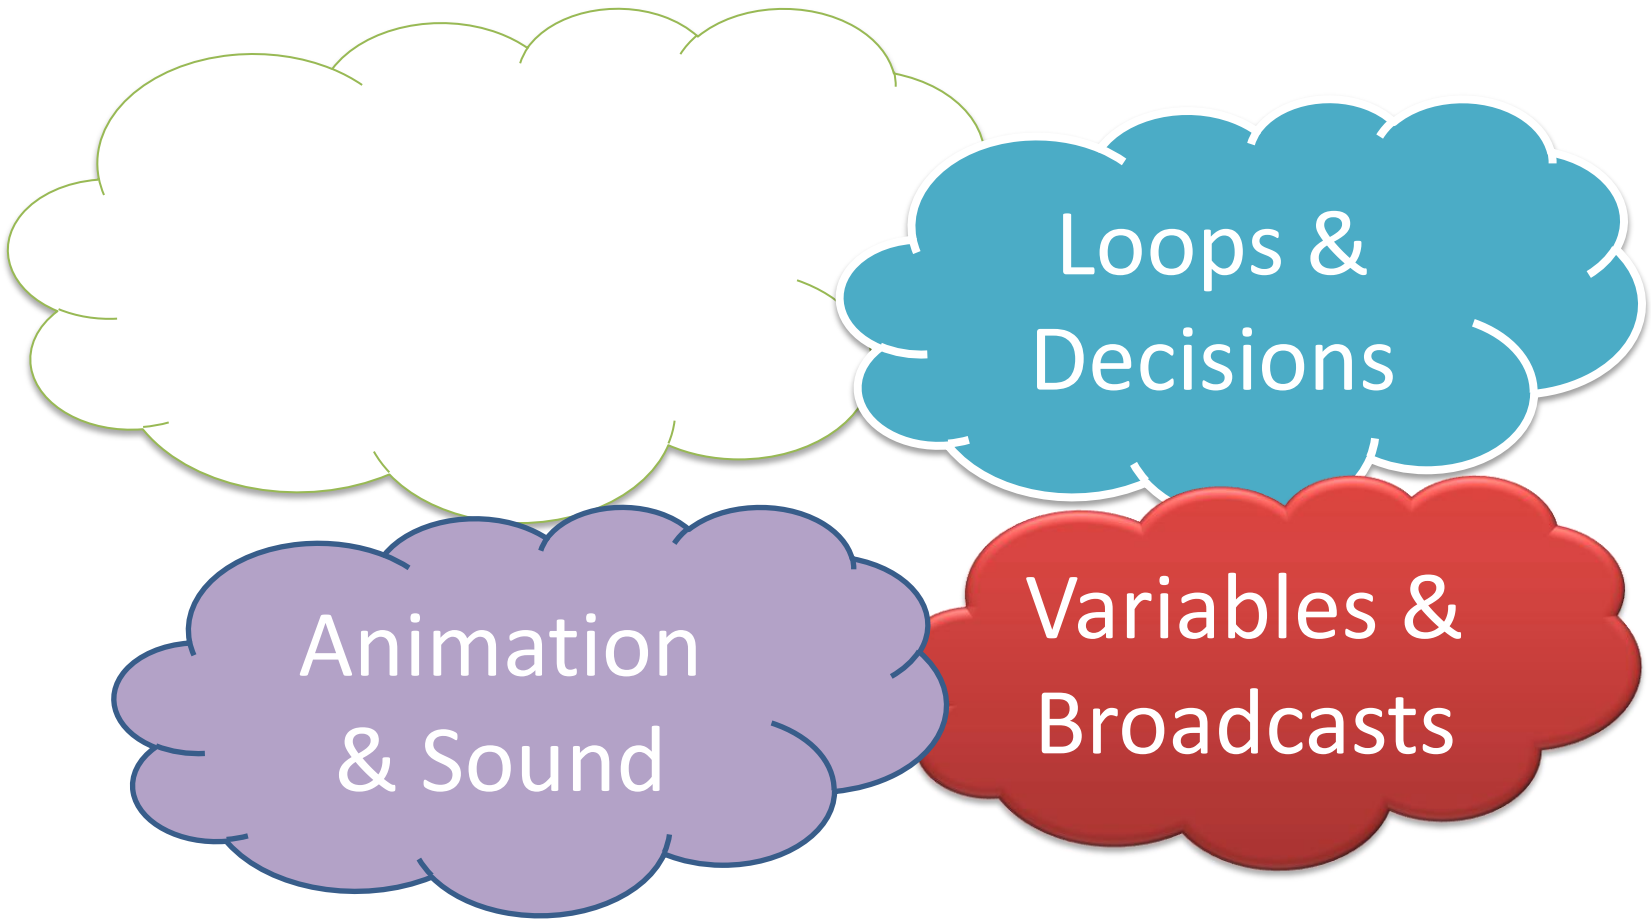 Loops &
Decisions
Animation
& Sound
Variables &
Broadcasts